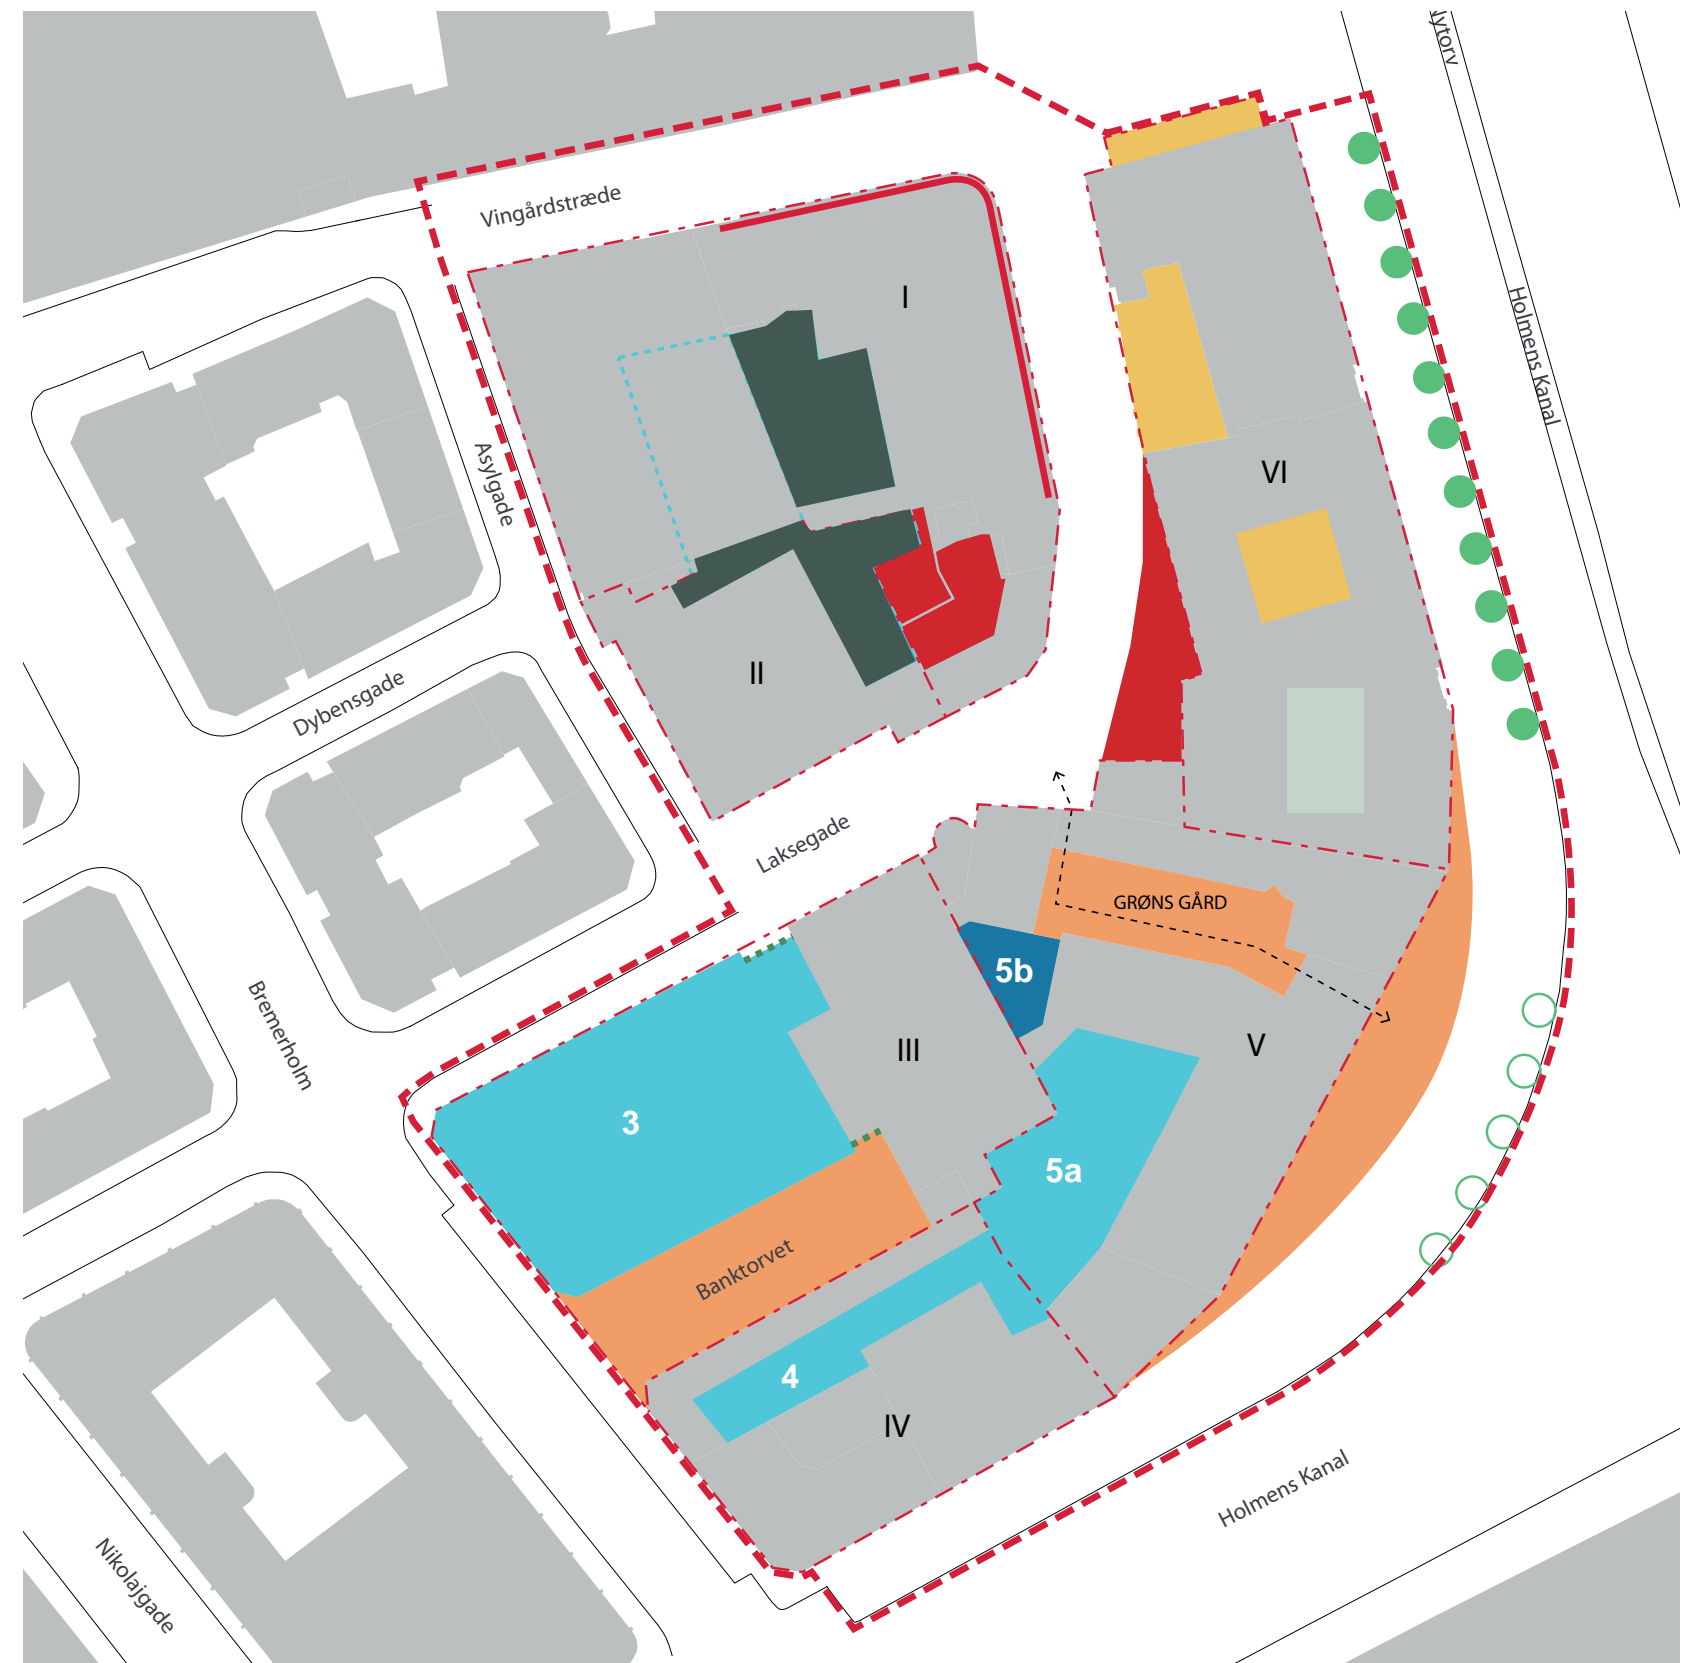 Vingårdstræde
I
Holmens Kanal
VI
Asylgade
II
Dybensgade
Laksegade
GRØNS GÅRD
5b
Bremerholm
III
V
3
5a
Banktorvet
4
IV
Holmens Kanal
Nikolajgade